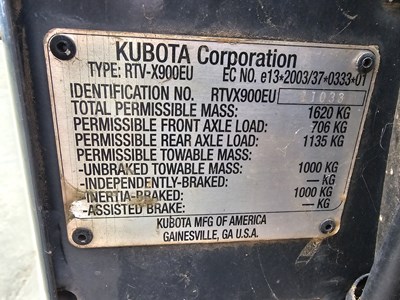 KUBOTA Corporation
TYPE: RTV-X900EU EC NO. e13*2003/37*0333*01
IDENTIFICATION NO. RTVX900EU 11033
TOTAL PERMISSIBLE MASS: 1620 KG
PERMISSIBLE FRONT AXLE LOAD: 706 KG
PERMISSIBLE REAR AXLE LOAD: 1135 KG
PERMISSIBLE TOWABLE MASS:
-UNBRAKED TOWABLE MASS: 1000 KG
-INDEPENDENTLY-BRAKED: — KG
-INERTIA-BRAKED: 1000 KG
-ASSISTED BRAKE: — KG
KUBOTA MFG OF AMERICA
GAINESVILLE, GA U.S.A.